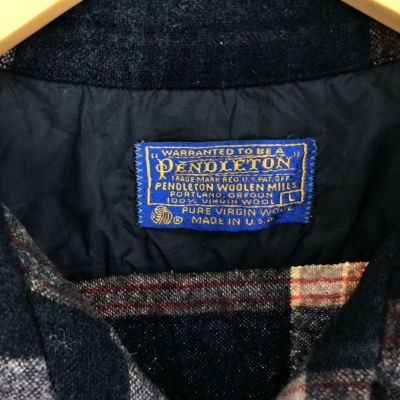 "WARRANTED TO BE A
PENDLETON"
TRADE MARK REG. U.S. PAT. OFF.
PENDLETON WOOLEN MILLS
PORTLAND, OREGON
100% VIRGIN WOOL L
® PURE VIRGIN WOOL
MADE IN U.S.A.